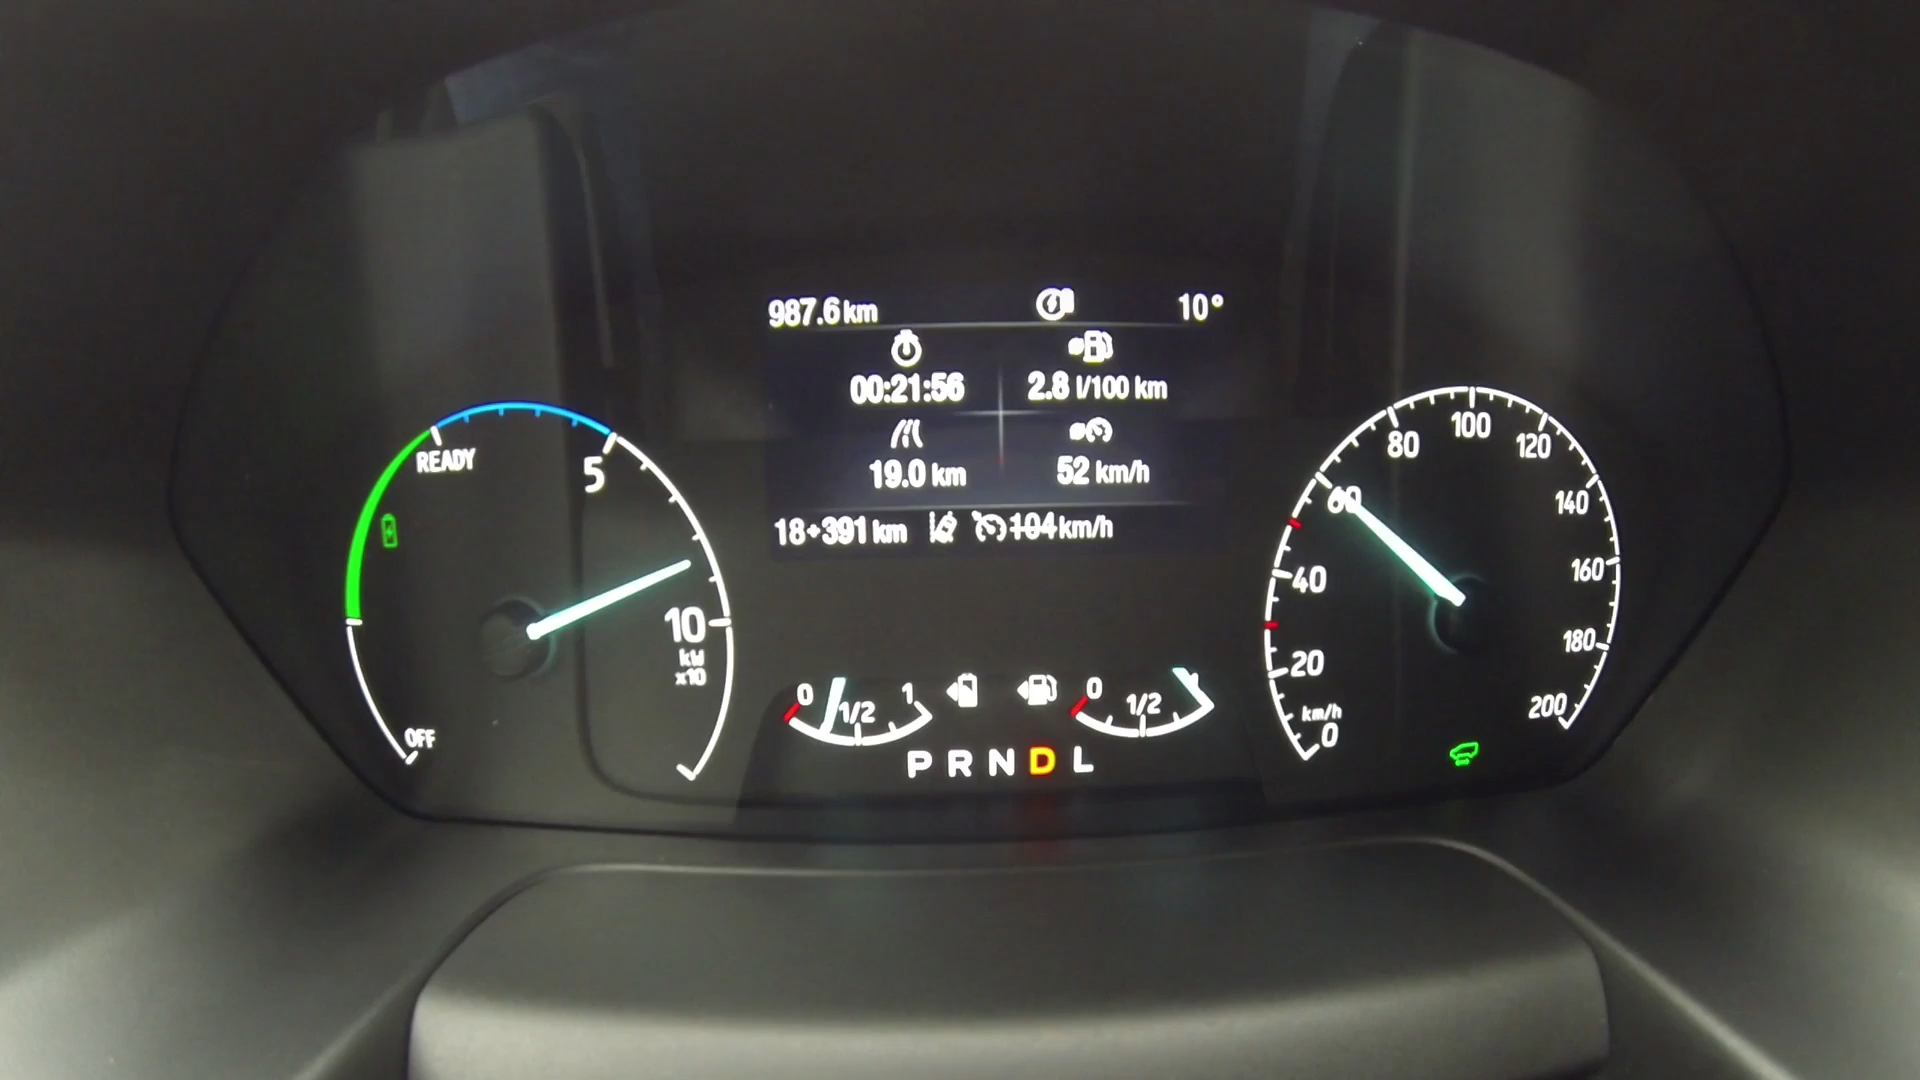 987.6 km 10°
00:21:56 2.8 l/100 km
19.0 km 52 km/h
18+391 km 104 km/h
READY 5 10 kW x10 OFF
0 1/2 1 0 1/2
P R N D L
0 20 40 60 80 100 120 140 160 180 200
km/h